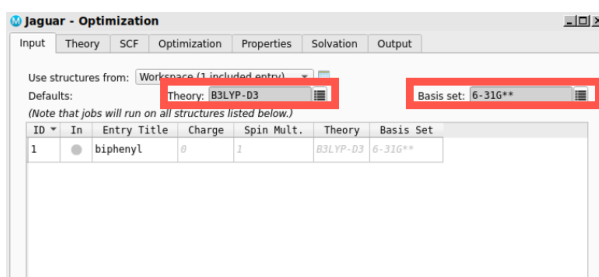 Jaguar - Optimization
Input Theory SCF Optimization Properties Solvation Output
Use structures from: Workspace (1 included entry)
Defaults: Theory: B3LYP-D3 Basis set: 6-31G**
(Note that jobs will run on all structures listed below.)
ID In Entry Title Charge Spin Mult. Theory Basis Set
1 biphenyl 0 1 B3LYP-D3 6-31G**